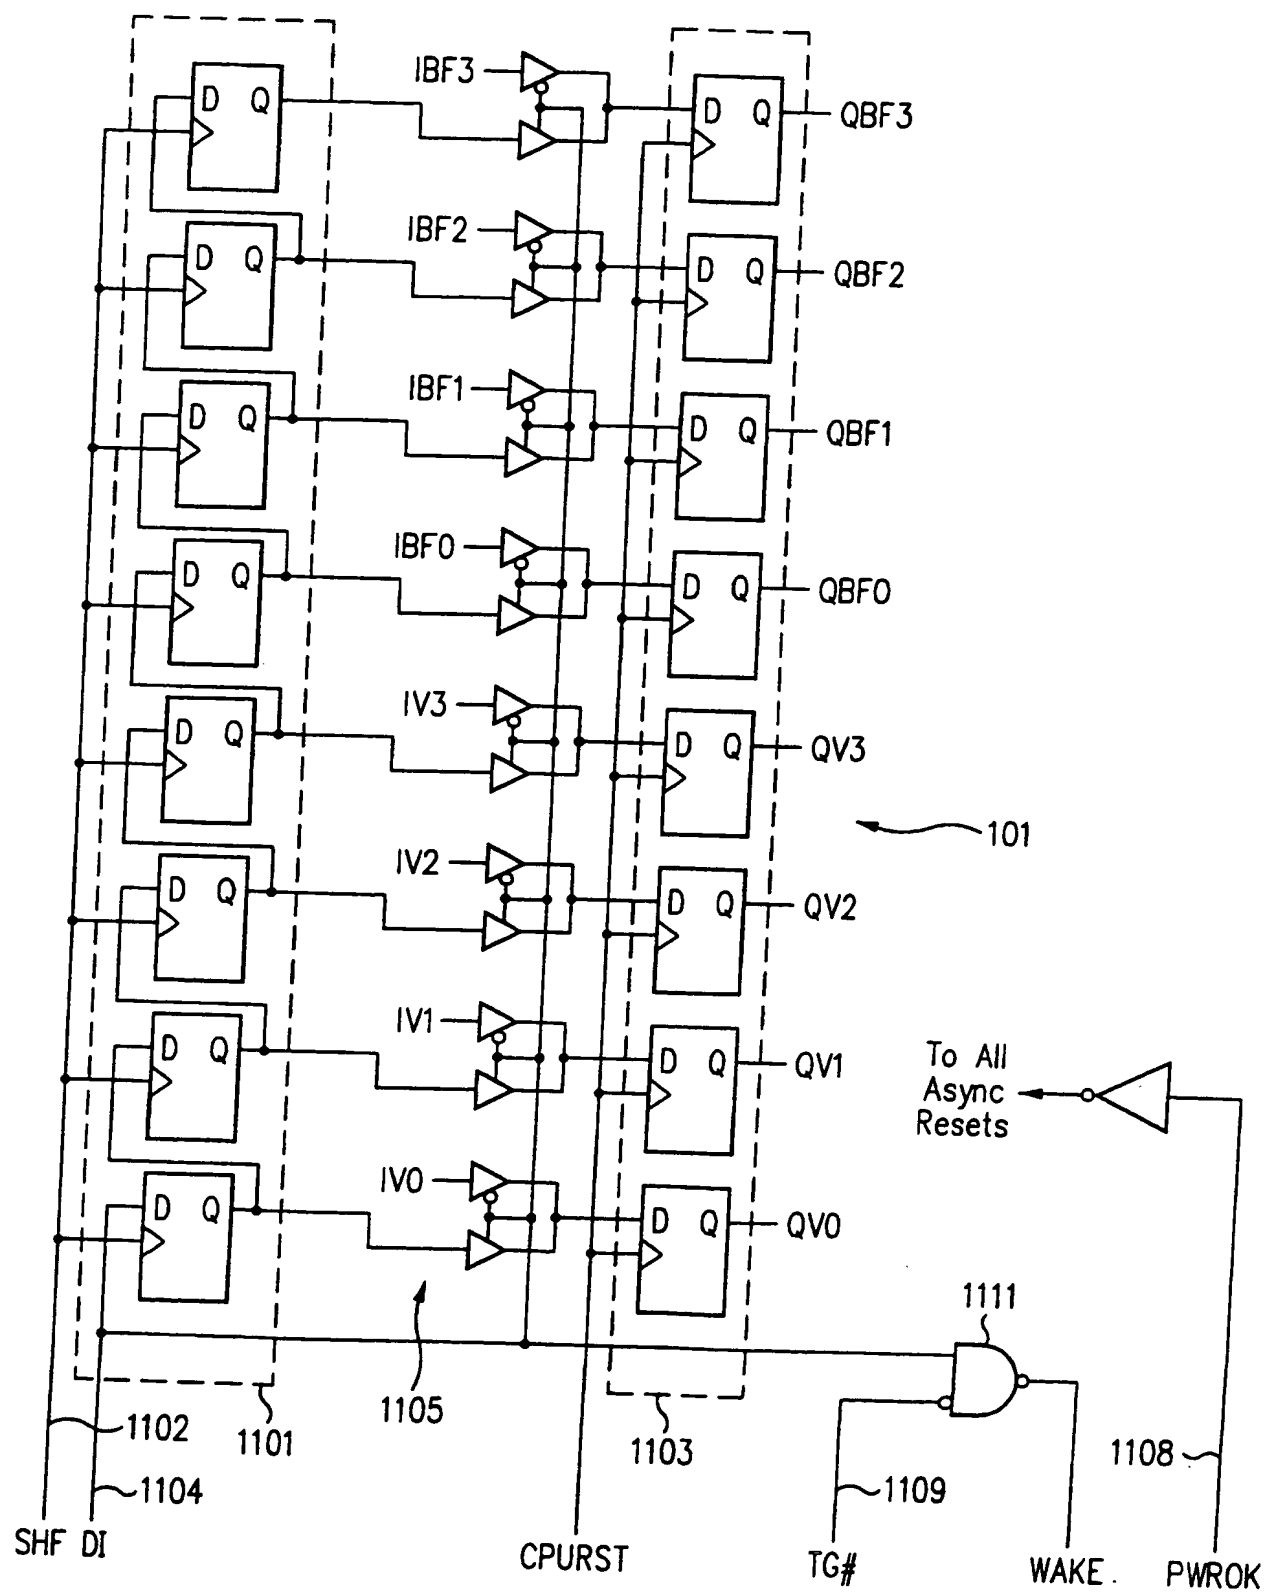 IBF3
D Q
D Q
QBF3
IBF2
D Q
D Q
QBF2
IBF1
D Q
D Q
QBF1
IBF0
D Q
D Q
QBF0
IV3
D Q
D Q
QV3
101
IV2
D Q
D Q
QV2
IV1
D Q
D Q
QV1
To All
Async
Resets
IV0
D Q
D Q
QV0
1111
1105
1102
1101
1103
1108
1104
1109
SHF DI
CPURST
TG#
WAKE
PWROK